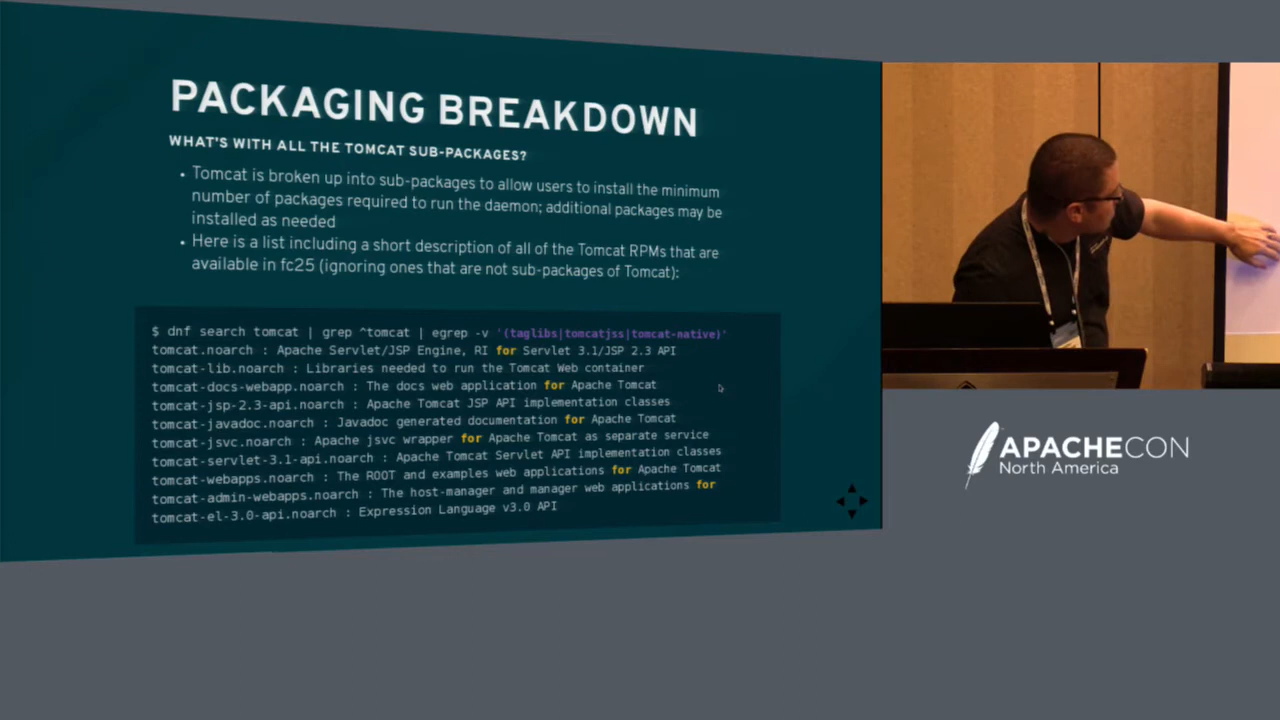 PACKAGING BREAKDOWN
WHAT'S WITH ALL THE TOMCAT SUB-PACKAGES?
• Tomcat is broken up into sub-packages to allow users to install the minimum
number of packages required to run the daemon; additional packages may be
installed as needed
• Here is a list including a short description of all of the Tomcat RPMs that are
available in fc25 (ignoring ones that are not sub-packages of Tomcat):
$ dnf search tomcat | grep ^tomcat | egrep -v '(taglibs|tomcatjss|tomcat-native)'
tomcat.noarch : Apache Servlet/JSP Engine, RI for Servlet 3.1/JSP 2.3 API
tomcat-lib.noarch : Libraries needed to run the Tomcat Web container
tomcat-docs-webapp.noarch : The docs web application for Apache Tomcat
tomcat-jsp-2.3-api.noarch : Apache Tomcat JSP API implementation classes
tomcat-javadoc.noarch : Javadoc generated documentation for Apache Tomcat
tomcat-jsvc.noarch : Apache jsvc wrapper for Apache Tomcat as separate service
tomcat-servlet-3.1-api.noarch : Apache Tomcat Servlet API implementation classes
tomcat-webapps.noarch : The ROOT and examples web applications for Apache Tomcat
tomcat-admin-webapps.noarch : The host-manager and manager web applications for
tomcat-el-3.0-api.noarch : Expression Language v3.0 API
APACHECON
North America